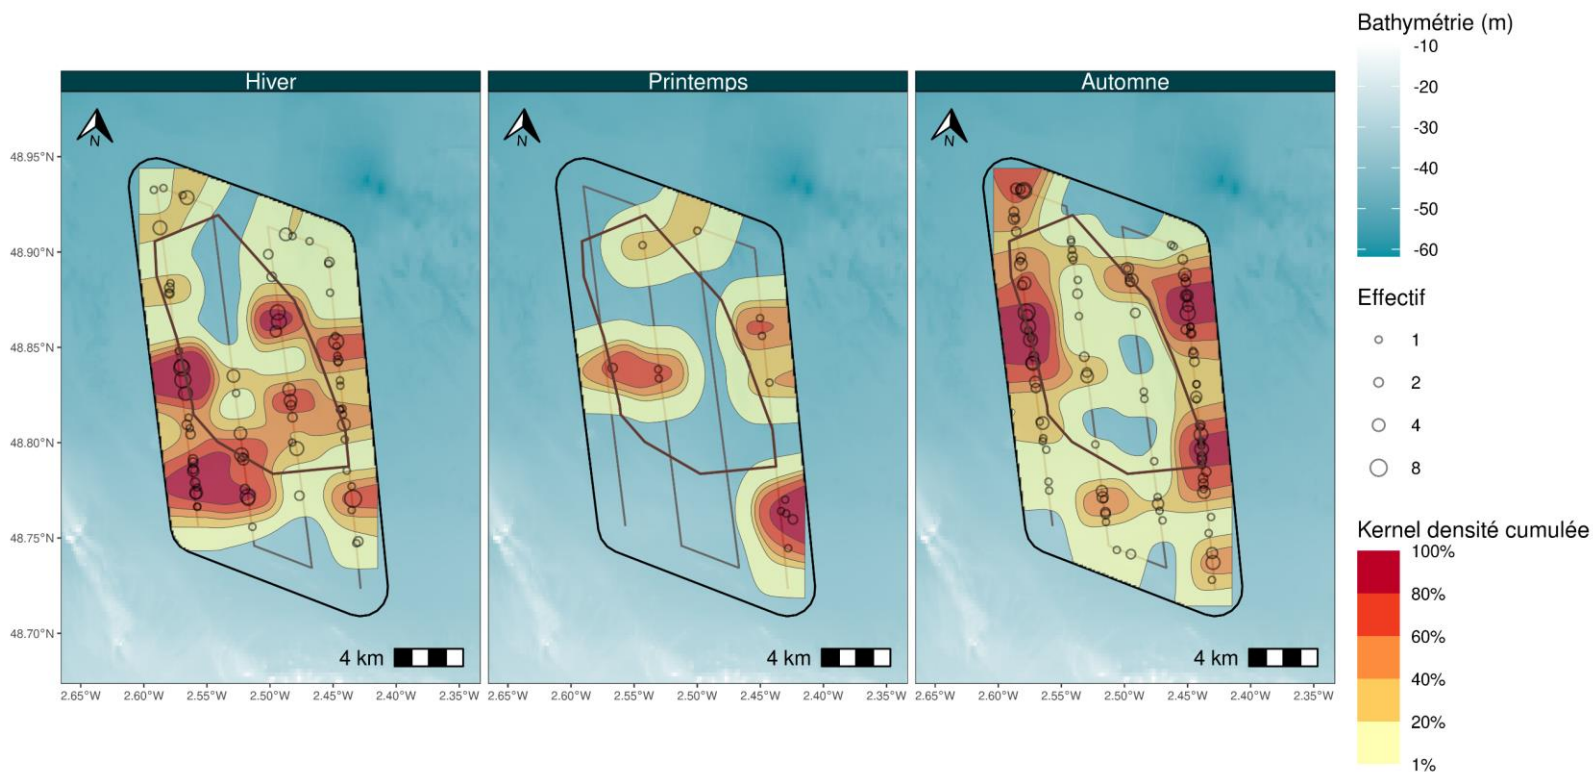 Hiver
Printemps
Automne
N
N
N
48.95°N
48.90°N
48.85°N
48.80°N
48.75°N
48.70°N
4 km
4 km
4 km
2.65°W 2.60°W 2.55°W 2.50°W 2.45°W 2.40°W 2.35°W
2.65°W 2.60°W 2.55°W 2.50°W 2.45°W 2.40°W 2.35°W
2.65°W 2.60°W 2.55°W 2.50°W 2.45°W 2.40°W 2.35°W
Bathymétrie (m)
-10
-20
-30
-40
-50
-60
Effectif
1
2
4
8
Kernel densité cumulée
100%
80%
60%
40%
20%
1%